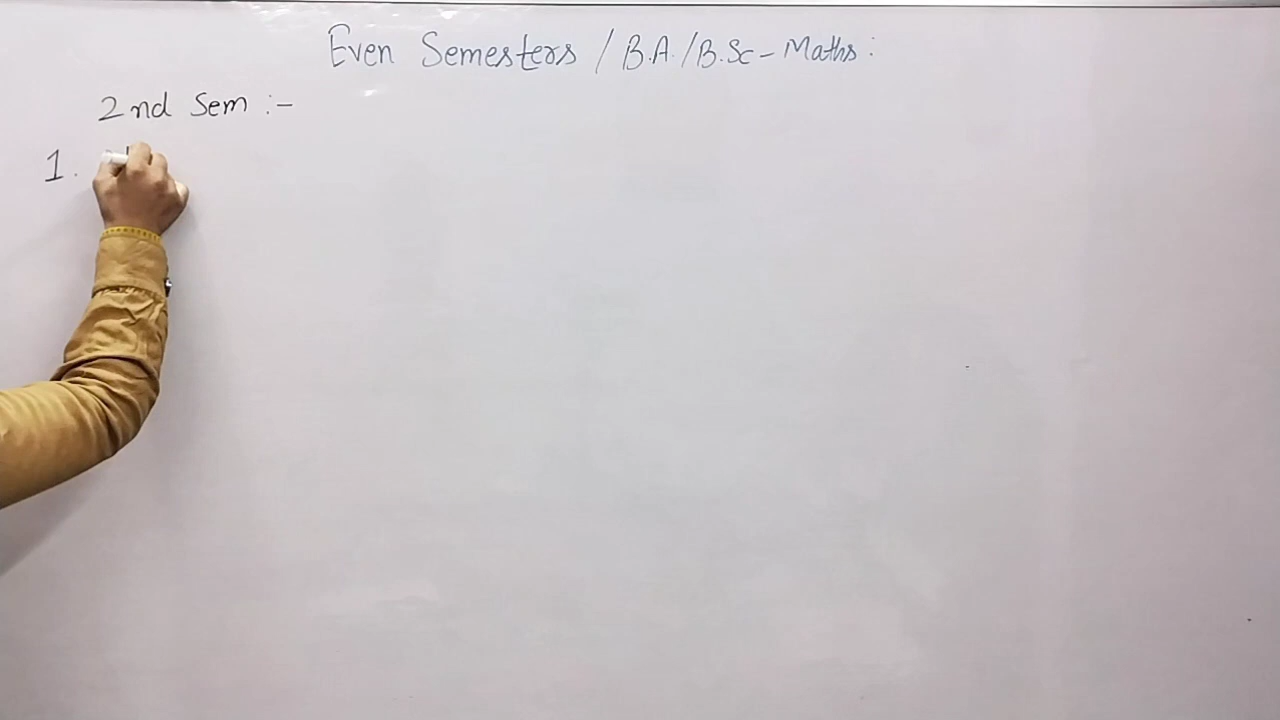 Even Semesters / B.A. / B.Sc - Maths :
2nd Sem :-
1.